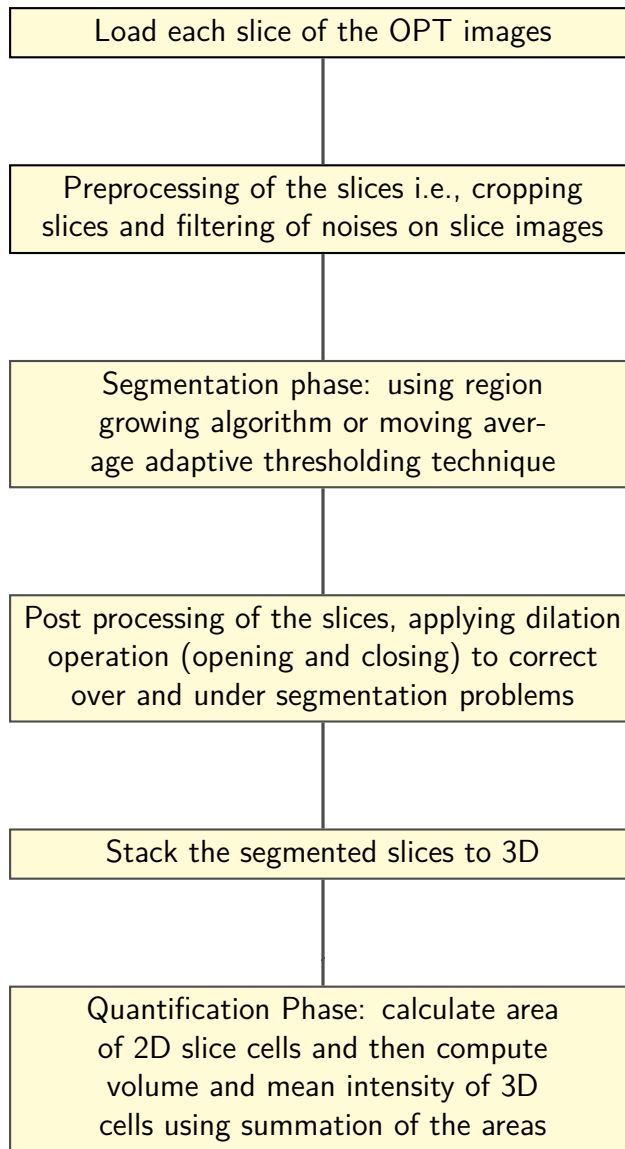 Load each slice of the OPT images
Preprocessing of the slices i.e., cropping
slices and filtering of noises on slice images
Segmentation phase: using region
growing algorithm or moving aver-
age adaptive thresholding technique
Post processing of the slices, applying dilation
operation (opening and closing) to correct
over and under segmentation problems
Stack the segmented slices to 3D
Quantification Phase: calculate area
of 2D slice cells and then compute
volume and mean intensity of 3D
cells using summation of the areas